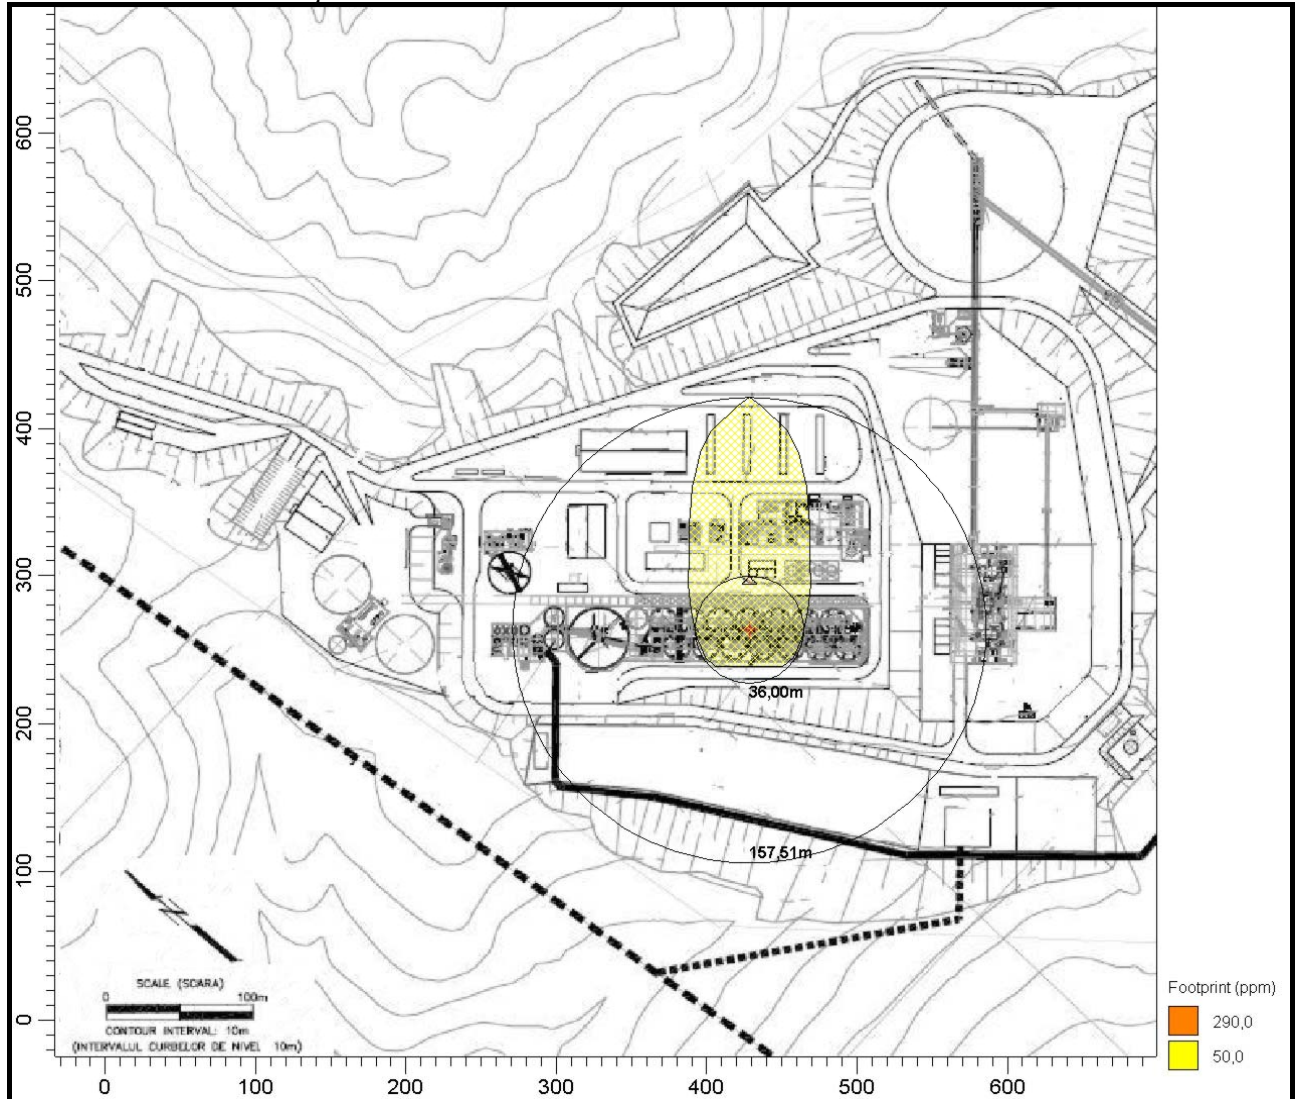 600
500
400
300
200
100
0
36,00m
157,51m
SCALE (SCARA)
0 100m
CONTOUR INTERVAL: 10m
(INTERVALUL CURBELOR DE NIVEL 10m)
Footprint (ppm)
290,0
50,0
0 100 200 300 400 500 600